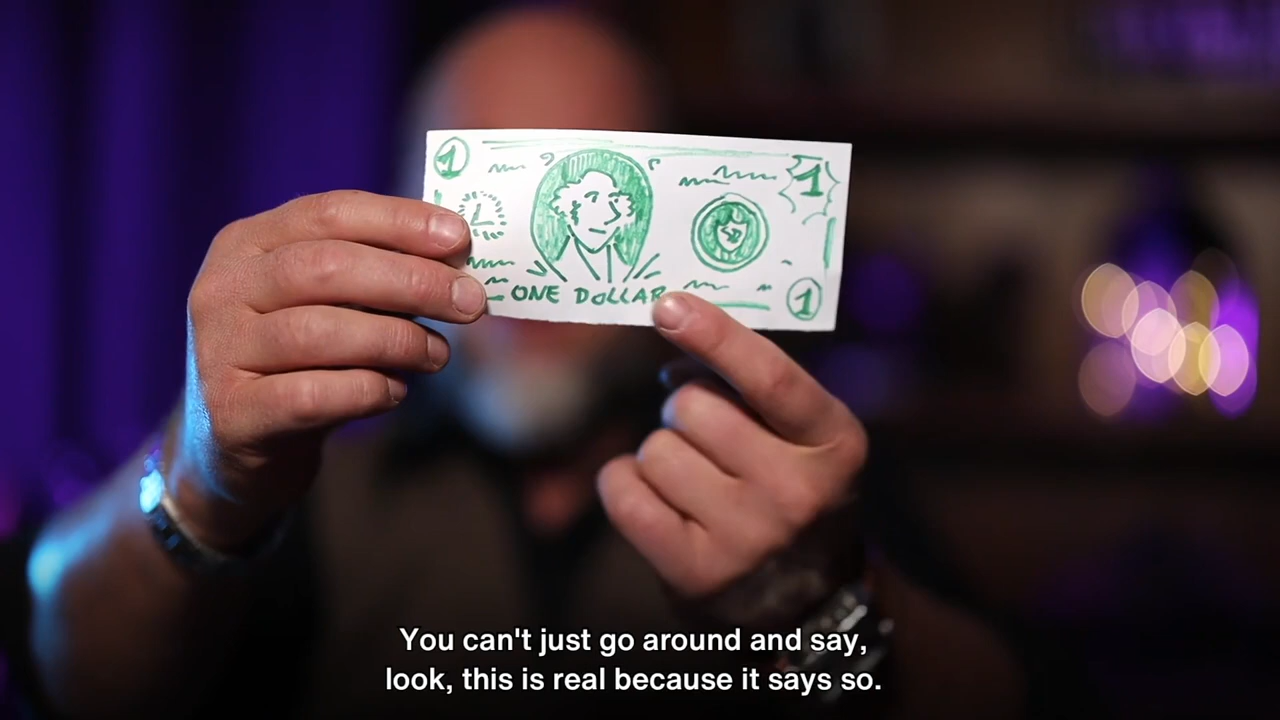 1
1
L
ONE DOLLAR
1
You can't just go around and say,
look, this is real because it says so.